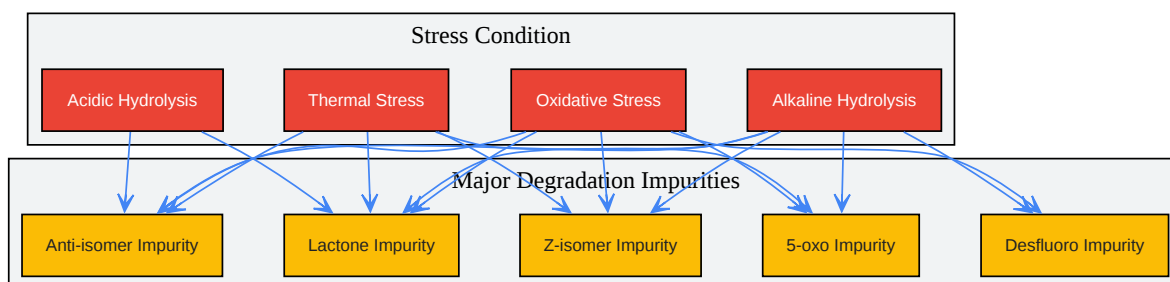 Stress Condition
Acidic Hydrolysis
Thermal Stress
Oxidative Stress
Alkaline Hydrolysis
Major Degradation Impurities
Anti-isomer Impurity
Lactone Impurity
Z-isomer Impurity
5-oxo Impurity
Desfluoro Impurity